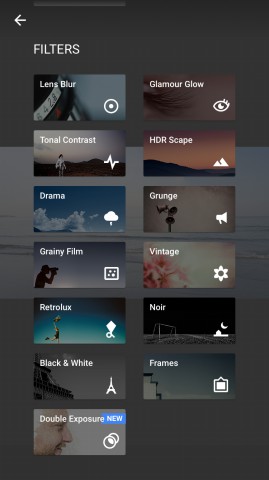 FILTERS
Lens Blur
Glamour Glow
Tonal Contrast
HDR Scape
Drama
Grunge
Grainy Film
Vintage
Retrolux
Noir
Black & White
Frames
Double Exposure NEW